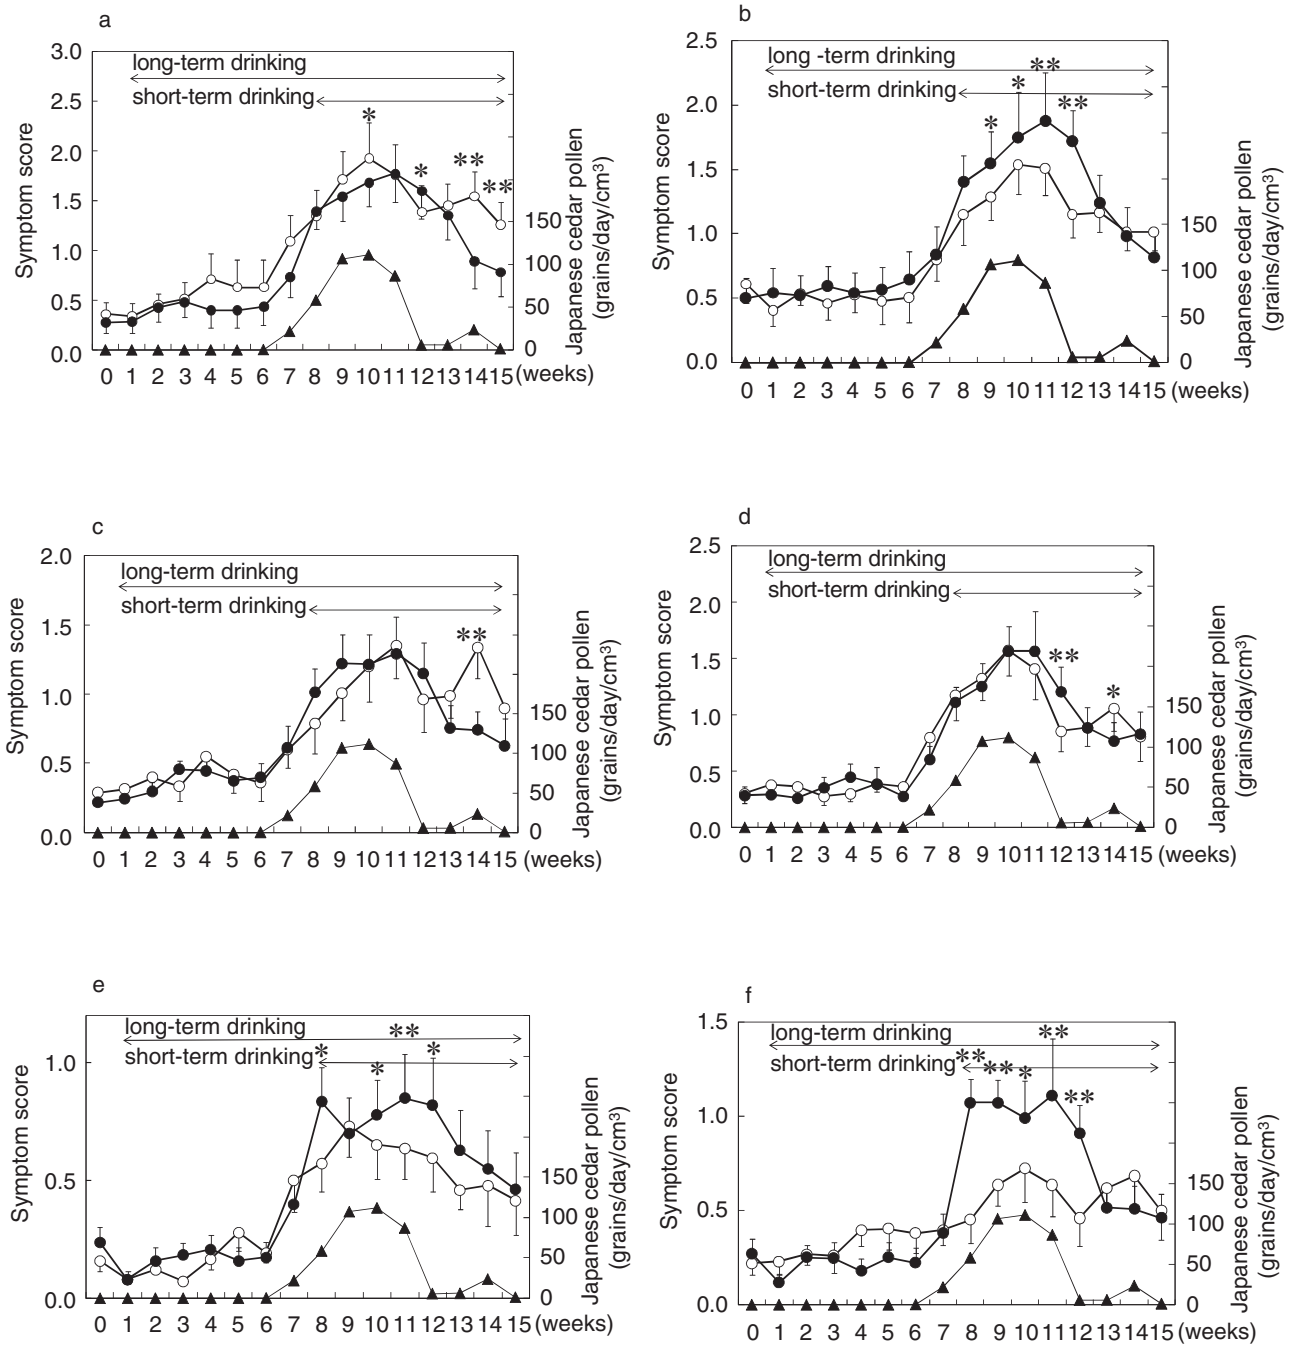 a
3.0
2.5
2.0
1.5
1.0
0.5
0.0
Symptom score
long-term drinking
short-term drinking
*
*
**
**
150
100
50
0
Japanese cedar pollen
(grains/day/cm³)
0 1 2 3 4 5 6 7 8 9 10 11 12 13 14 15 (weeks)
b
2.5
2.0
1.5
1.0
0.5
0.0
Symptom score
long -term drinking
short-term drinking
*
*
**
**
150
100
50
0
Japanese cedar pollen
(grains/day/cm³)
0 1 2 3 4 5 6 7 8 9 10 11 12 13 14 15 (weeks)
c
2.0
1.5
1.0
0.5
0.0
Symptom score
long-term drinking
short-term drinking
**
150
100
50
0
Japanese cedar pollen
(grains/day/cm³)
0 1 2 3 4 5 6 7 8 9 10 11 12 13 14 15 (weeks)
d
2.5
2.0
1.5
1.0
0.5
0.0
Symptom score
long-term drinking
short-term drinking
**
*
150
100
50
0
Japanese cedar pollen
(grains/day/cm³)
0 1 2 3 4 5 6 7 8 9 10 11 12 13 14 15 (weeks)
e
1.0
0.5
0.0
Symptom score
long-term drinking
short-term drinking
*
*
**
*
150
100
50
0
Japanese cedar pollen
(grains/day/cm³)
0 1 2 3 4 5 6 7 8 9 10 11 12 13 14 15 (weeks)
f
1.5
1.0
0.5
0.0
Symptom score
long-term drinking
short-term drinking
**
**
*
**
**
150
100
50
0
Japanese cedar pollen
(grains/day/cm³)
0 1 2 3 4 5 6 7 8 9 10 11 12 13 14 15 (weeks)